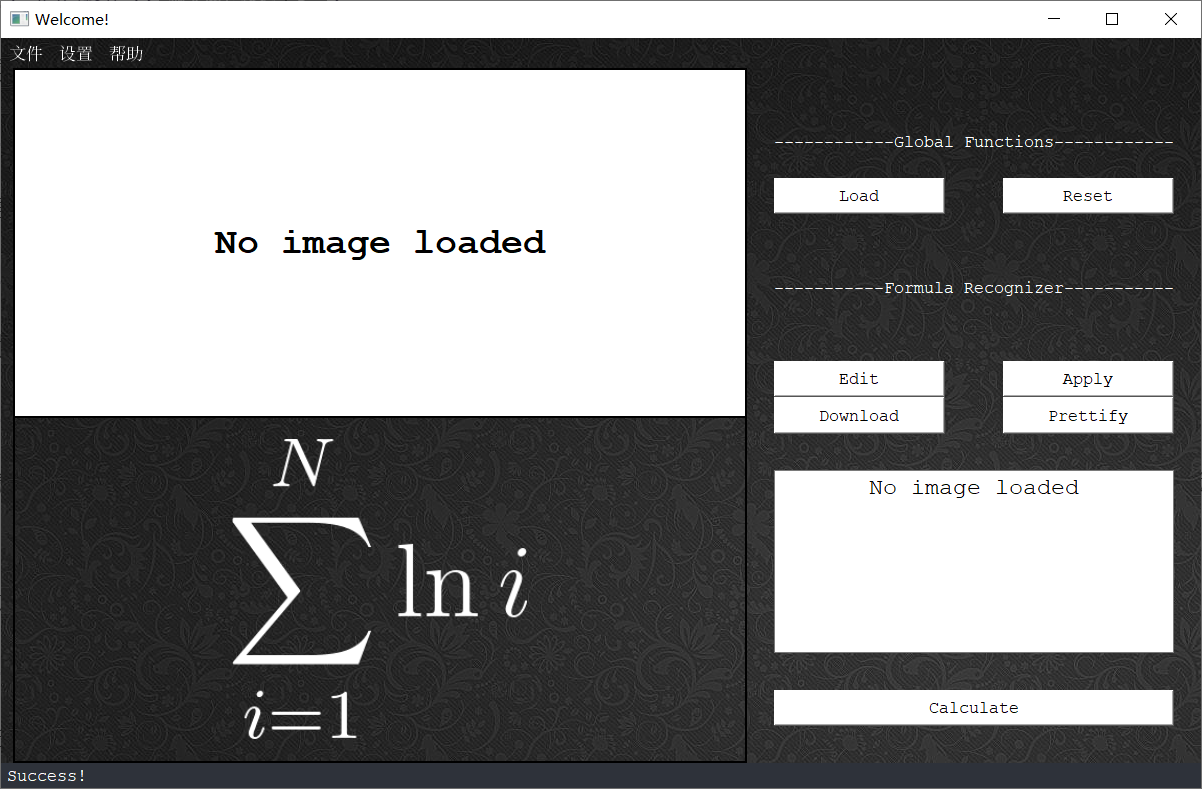 Welcome!
文件 设置 帮助
No image loaded
N
∑ ln i
i=1
------------Global Functions------------
Load Reset
-----------Formula Recognizer-----------
Edit Apply
Download Prettify
No image loaded
Calculate
Success!